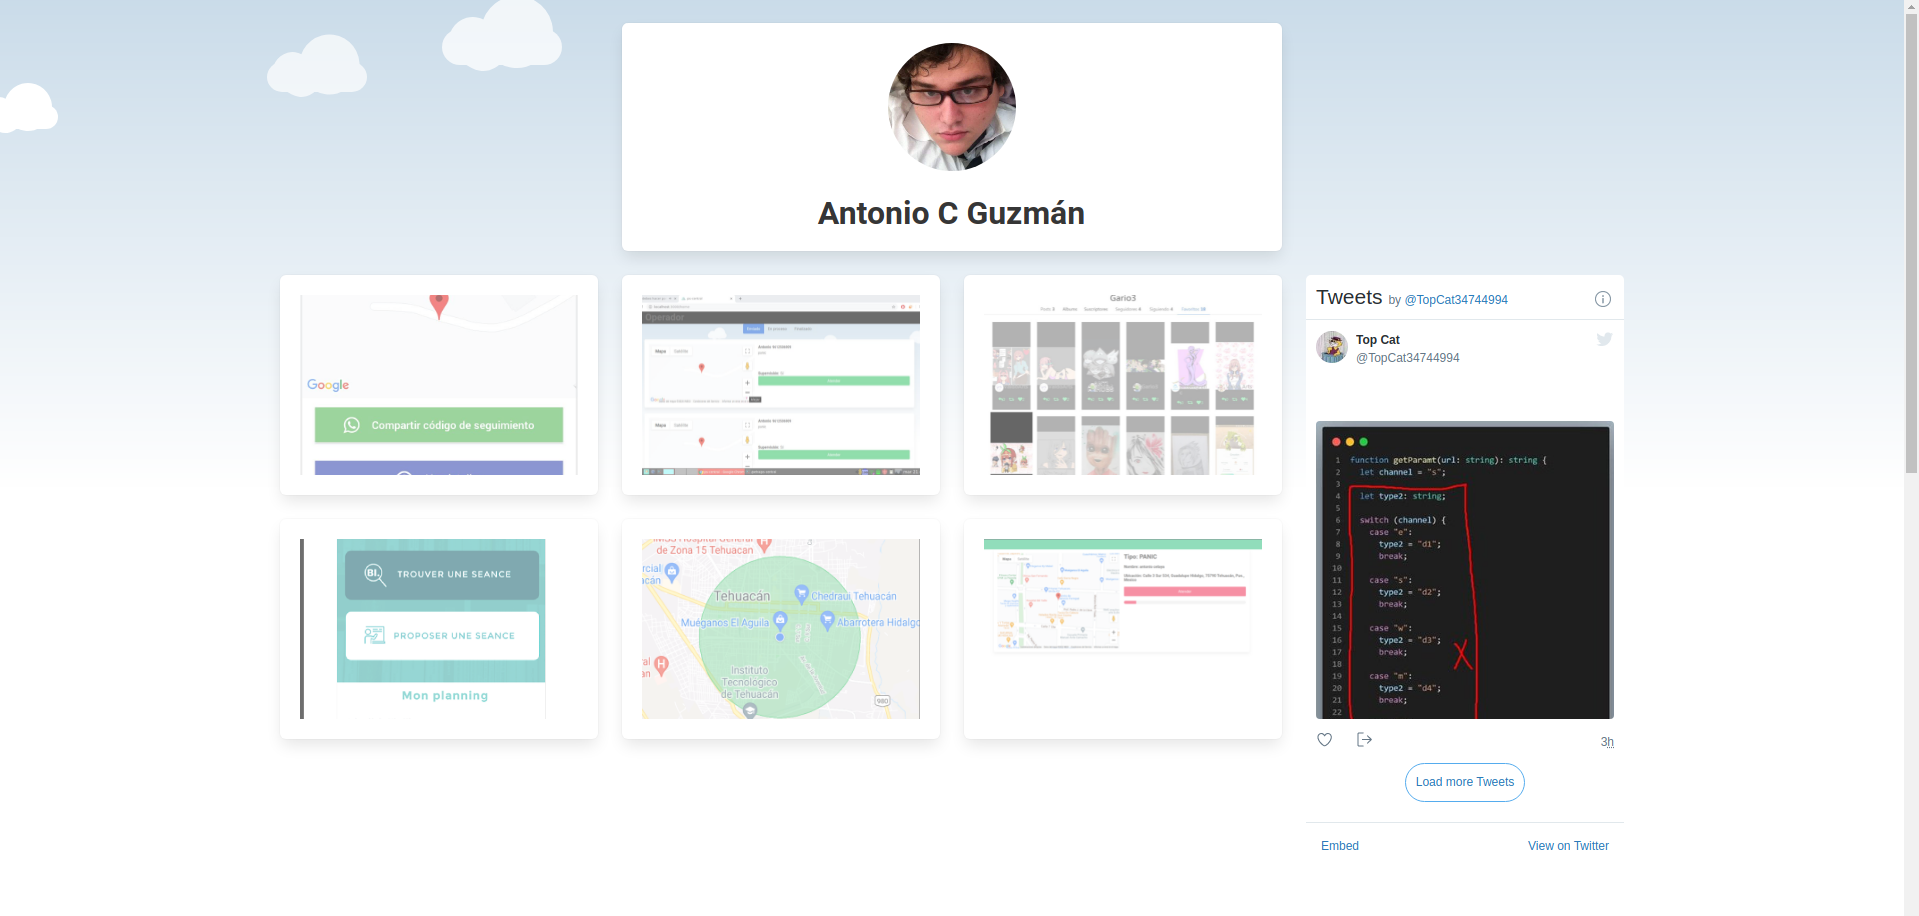 Antonio C Guzmán
Google
Compartir código de seguimiento
Operador
Mapa
Mapa
Gario3
TROUVER UNE SEANCE
PROPOSER UNE SEANCE
Mon planning
de Zona 15 Tehuacan
Tehuacán
Chedraui Tehuacán
Muéganos El Aguila
Abarrotera Hidalgo
Instituto
Tecnológico
de Tehuacán
980
Tipo: PANIC
Tweets by @TopCat34744994
Top Cat
@TopCat34744994
1 function getParamt(url: string): string {
2 let channel = "s";
3
4 let type2: string;
5
6 switch (channel) {
7 case "e":
8 type2 = "d1";
9 break;
10
11 case "s":
12 type2 = "d2";
13 break;
14
15 case "w":
16 type2 = "d3";
17 break;
18
19 case "m":
20 type2 = "d4";
21 break;
22
3h
Load more Tweets
Embed
View on Twitter